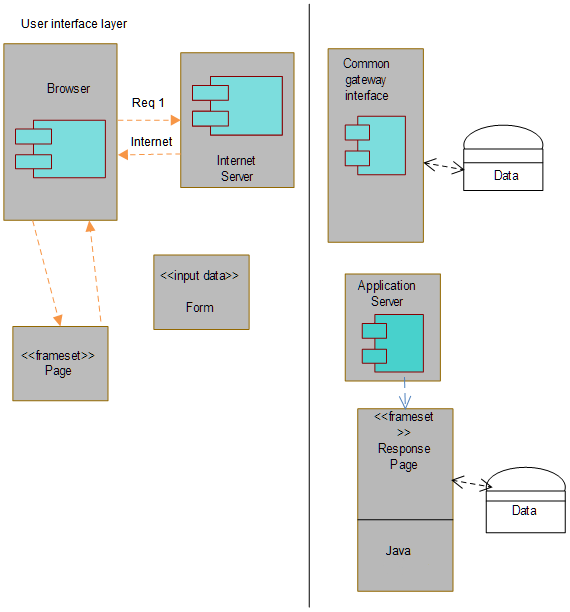 User interface layer
Browser
Req 1
Internet
Internet
Server
<<input data>>
Form
<<frameset>>
Page
Common
gateway
interface
Data
Application
Server
<<frameset
>>
Response
Page
Java
Data